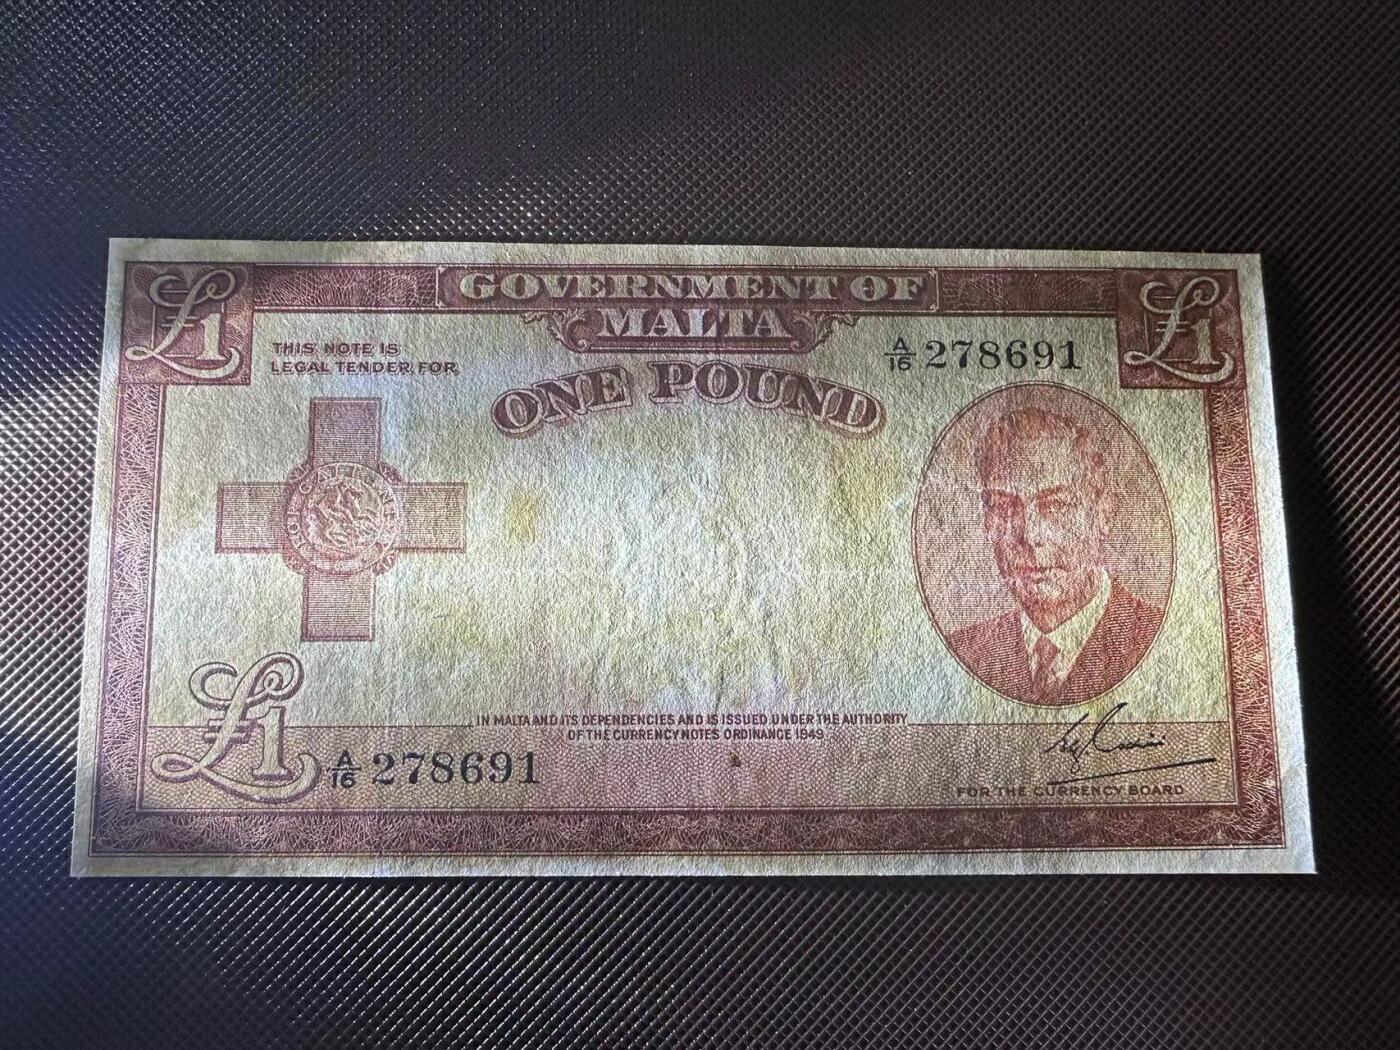 £1
GOVERNMENT OF
MALTA
£1
THIS NOTE IS
LEGAL TENDER FOR
A/16 278691
ONE POUND
IN MALTA AND ITS DEPENDENCIES AND IS ISSUED UNDER THE AUTHORITY
OF THE CURRENCY NOTES ORDINANCE 1949
£1
A/16 278691
FOR THE CURRENCY BOARD